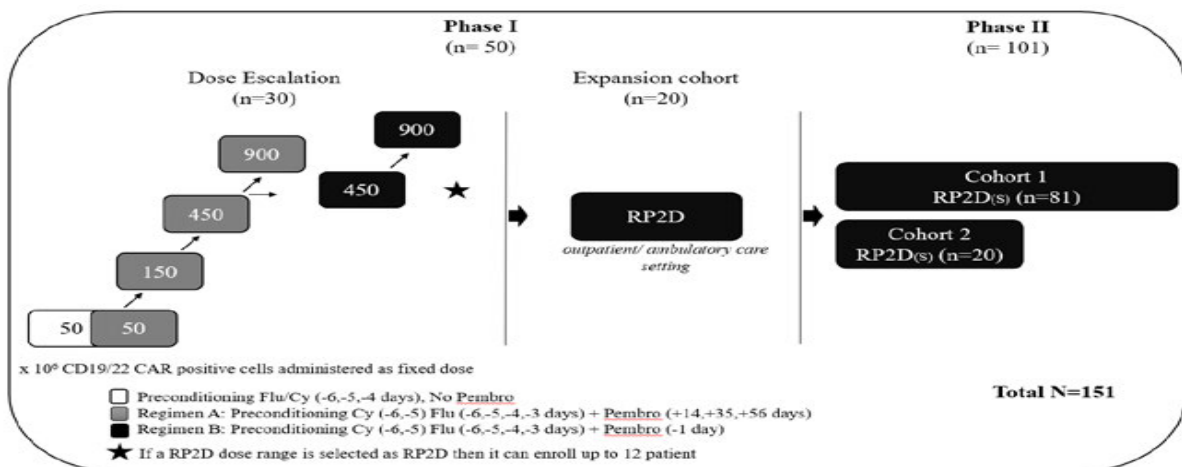 Phase I
(n= 50)
Phase II
(n= 101)
Dose Escalation
(n=30)
Expansion cohort
(n=20)
900
900
450
450
150
50
50
RP2D
outpatient/ ambulatory care
setting
Cohort 1
RP2D(S) (n=81)
Cohort 2
RP2D(S) (n=20)
x 10⁶ CD19/22 CAR positive cells administered as fixed dose
Preconditioning Flu/Cy (-6,-5,-4 days), No Pembro
Regimen A: Preconditioning Cy (-6,-5) Flu (-6,-5,-4,-3 days) + Pembro (+14,+35,+56 days)
Regimen B: Preconditioning Cy (-6,-5) Flu (-6,-5,-4,-3 days) + Pembro (-1 day)
If a RP2D dose range is selected as RP2D then it can enroll up to 12 patient
Total N=151